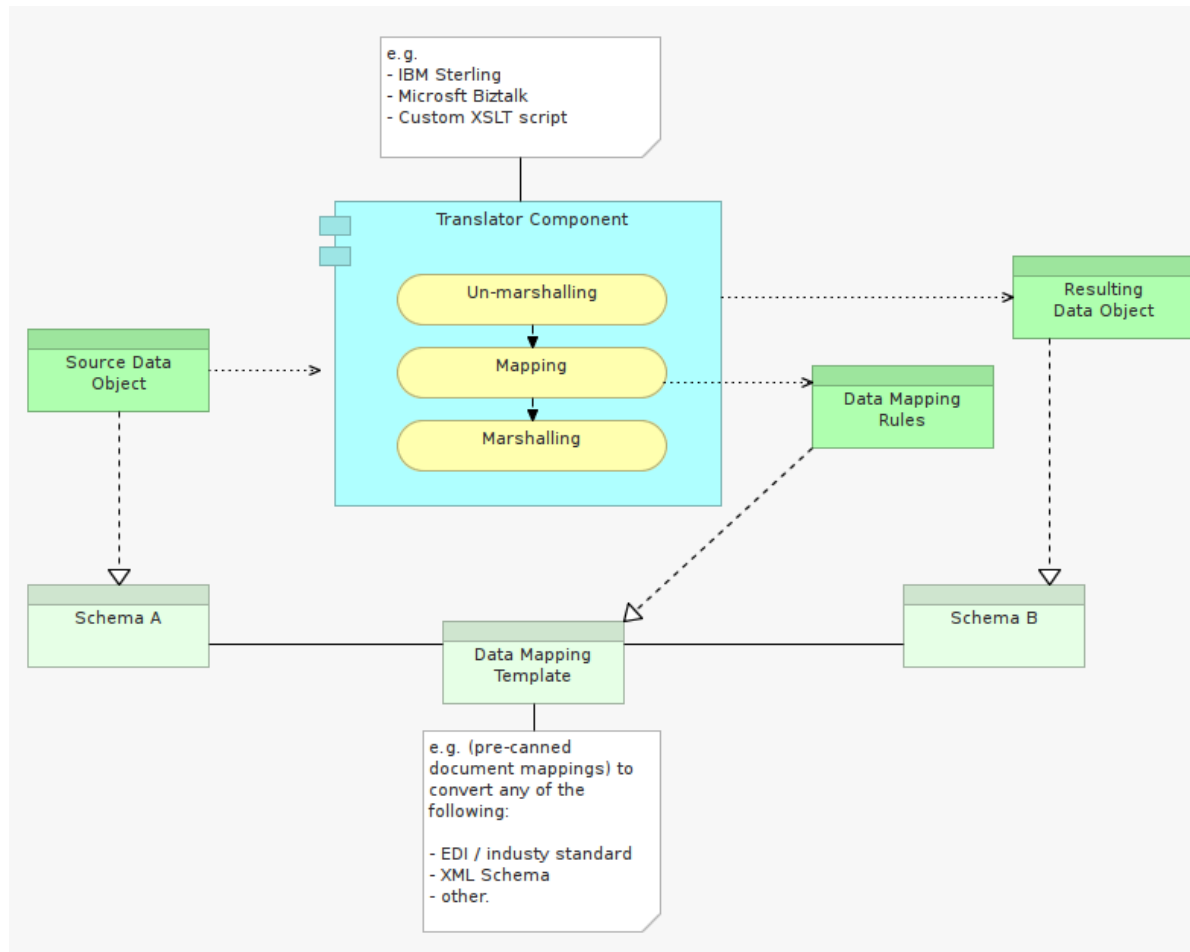 e.g.
- IBM Sterling
- Microsft Biztalk
- Custom XSLT script
Translator Component
Un-marshalling
Mapping
Marshalling
Source Data
Object
Resulting
Data Object
Data Mapping
Rules
Schema A
Data Mapping
Template
Schema B
e.g. (pre-canned
document mappings) to
convert any of the
following:
- EDI / industy standard
- XML Schema
- other.